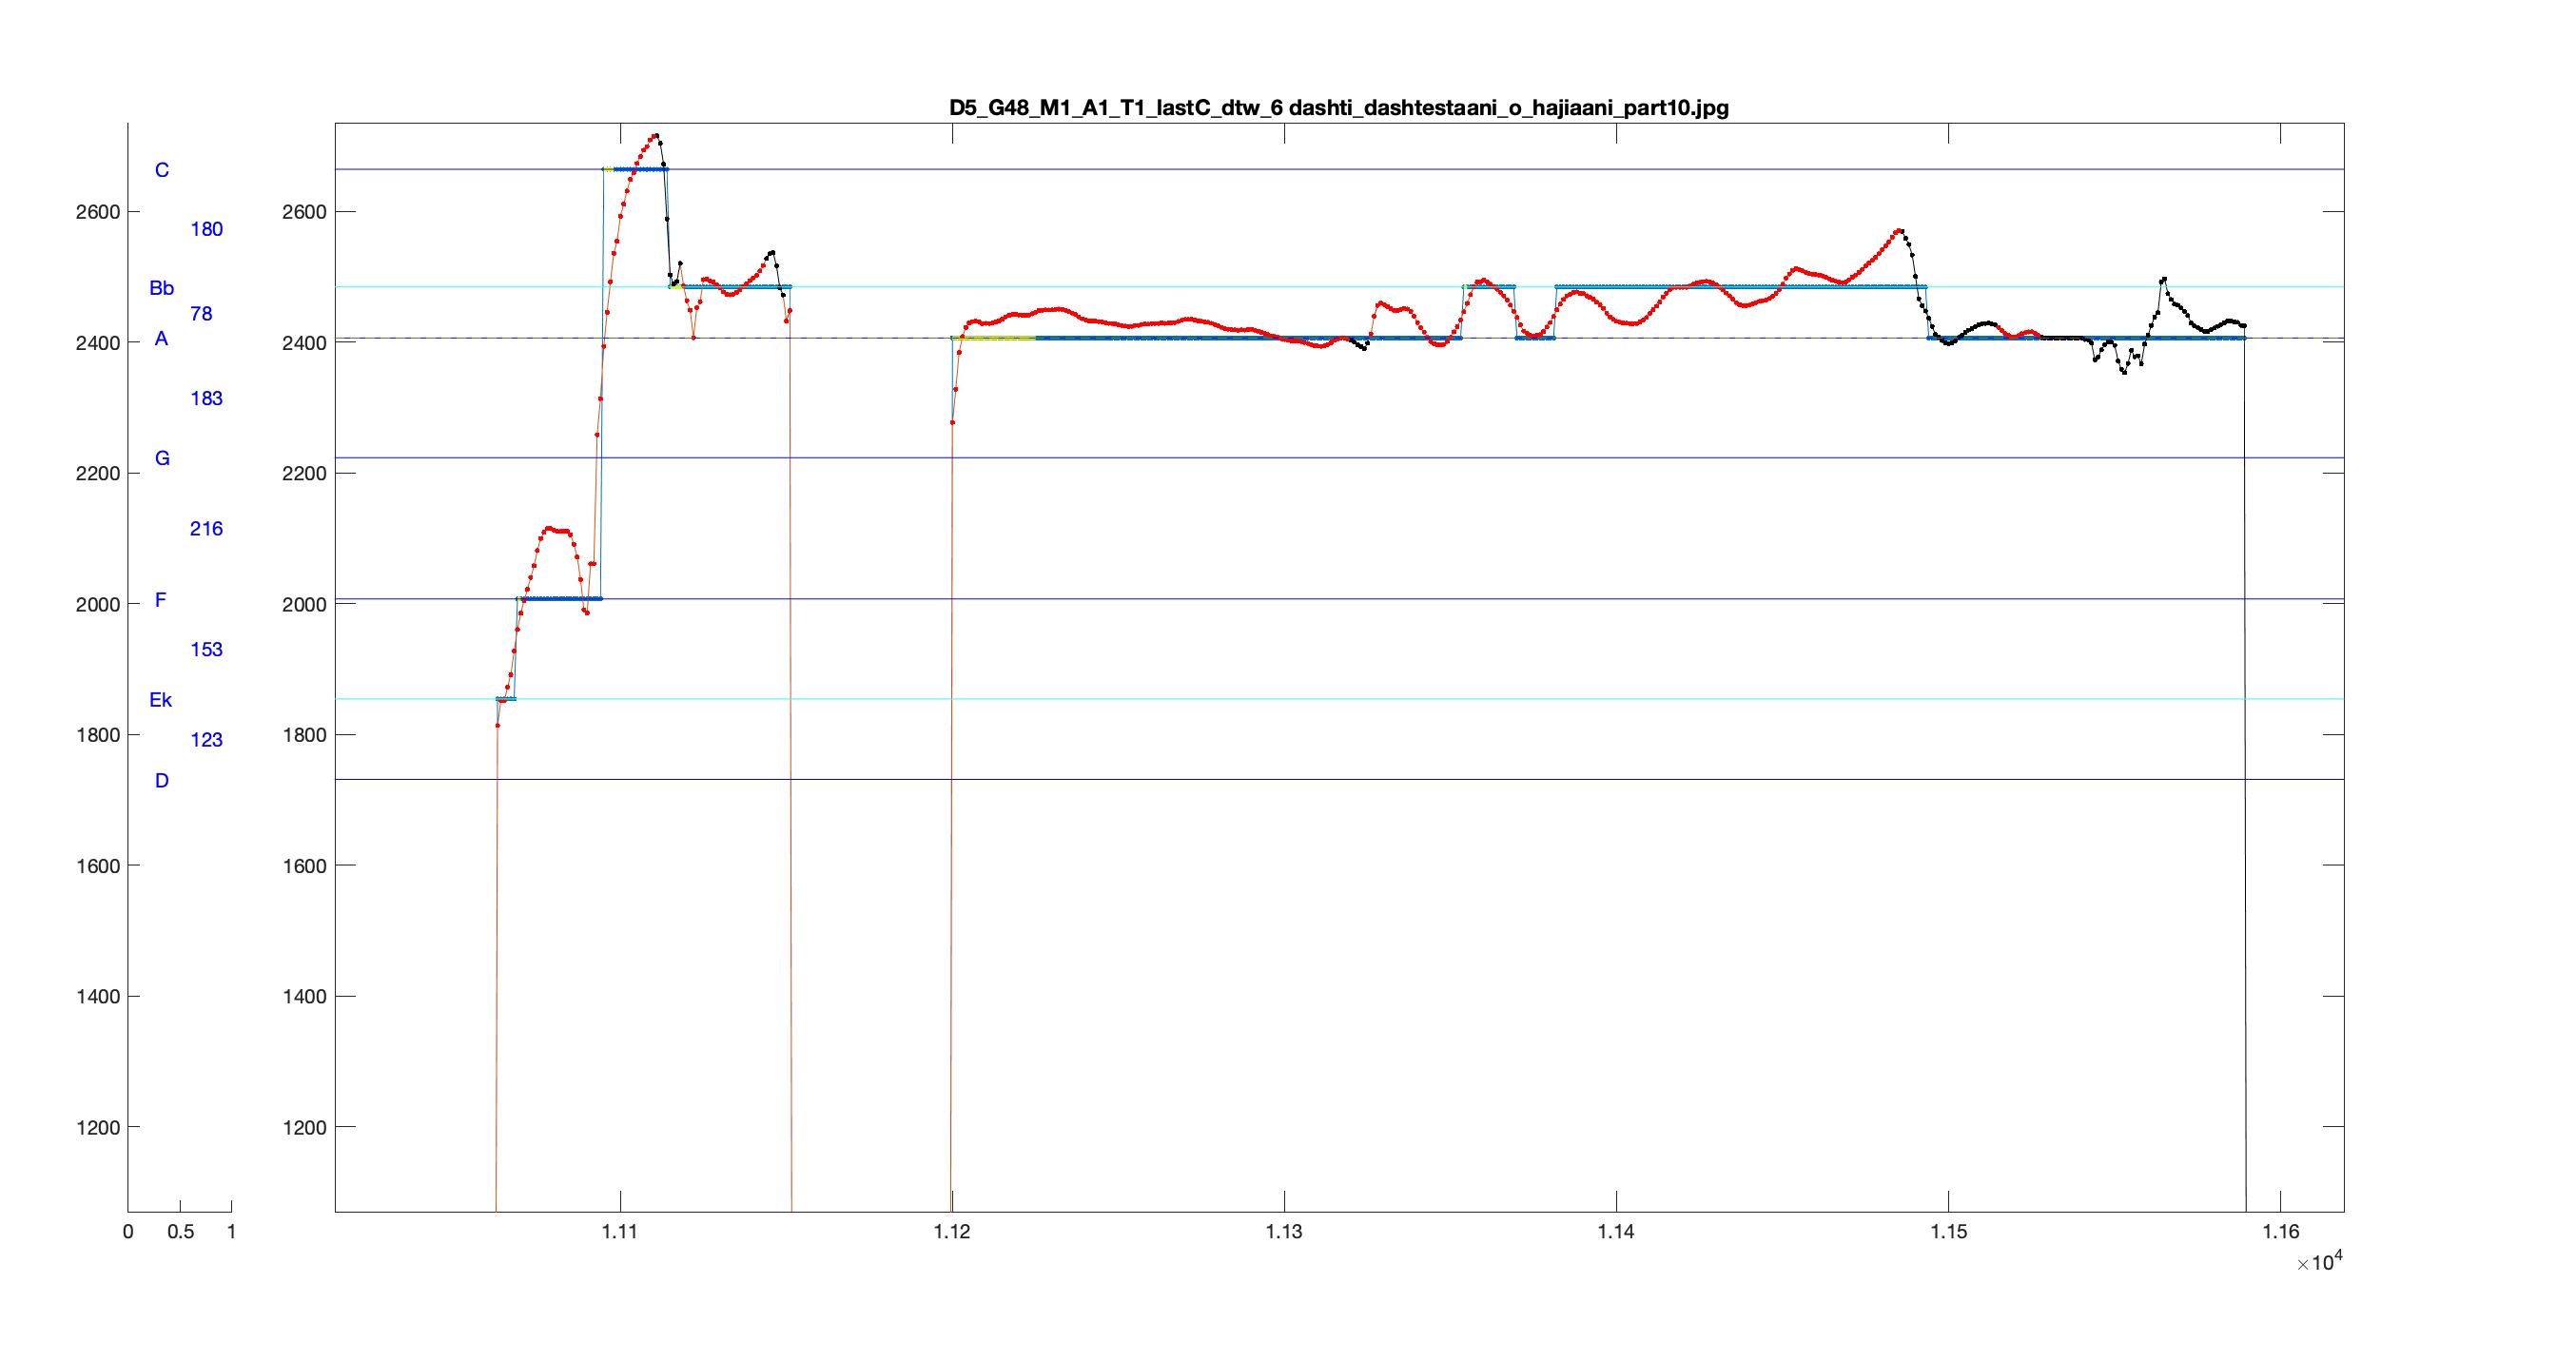 D5_G48_M1_A1_T1_lastC_dtw_6 dashti_dashtestaani_o_hajiaani_part10.jpg
C
2600 180 2600
Bb
78
2400 A 2400
183
G
2200 2200
216
2000 F 2000
153
Ek
1800 123 1800
D
1600 1600
1400 1400
1200 1200
0 0.5 1 1.11 1.12 1.13 1.14 1.15 1.16
×10^4